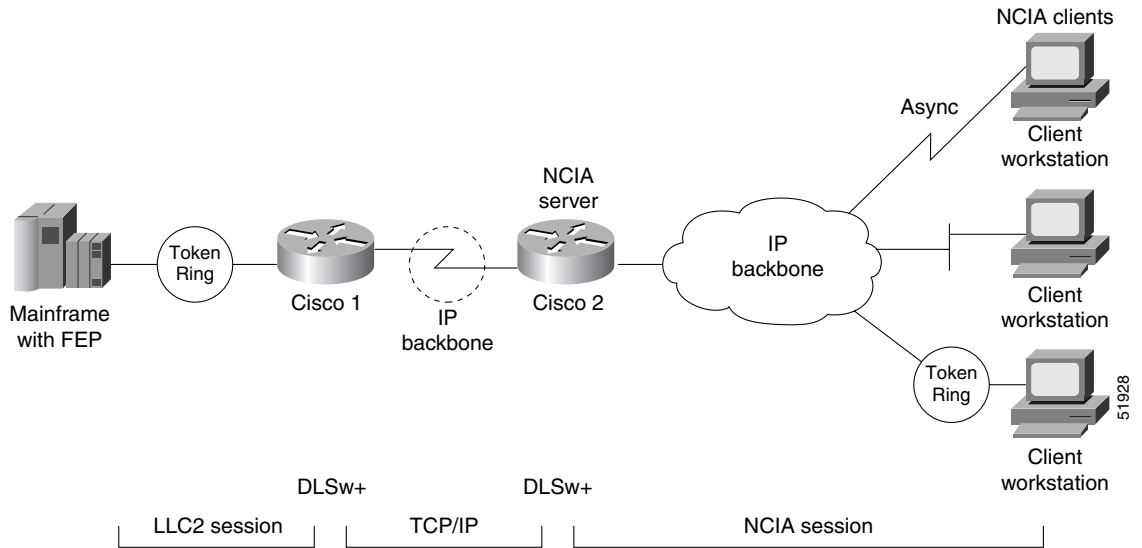 NCIA clients
Async
Client
workstation
NCIA
server
Token
Ring
IP
backbone
Mainframe
with FEP
Cisco 1
IP
backbone
Cisco 2
Client
workstation
Token
Ring
51928
Client
workstation
DLSw+
DLSw+
LLC2 session
TCP/IP
NCIA session